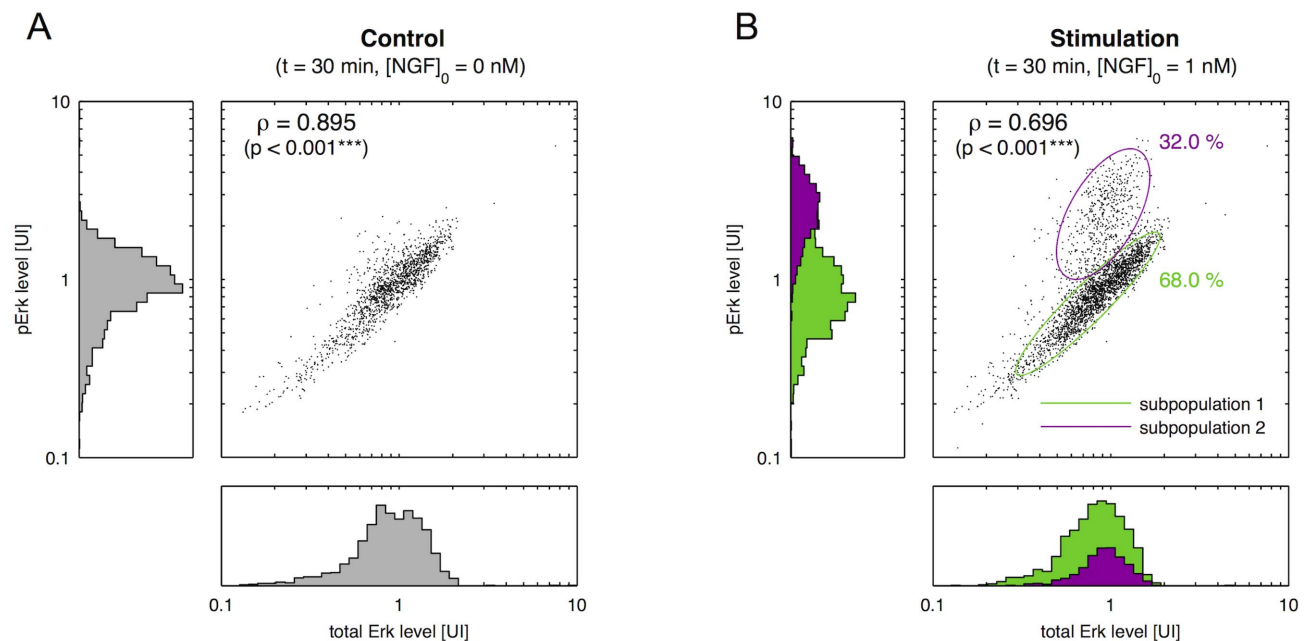 A
Control
(t = 30 min, [NGF]0 = 0 nM)
10
1
0.1
pErk level [UI]
ρ = 0.895
(p < 0.001***)
0.1
1
10
total Erk level [UI]
B
Stimulation
(t = 30 min, [NGF]0 = 1 nM)
10
1
0.1
pErk level [UI]
ρ = 0.696
(p < 0.001***)
32.0 %
68.0 %
subpopulation 1
subpopulation 2
0.1
1
10
total Erk level [UI]